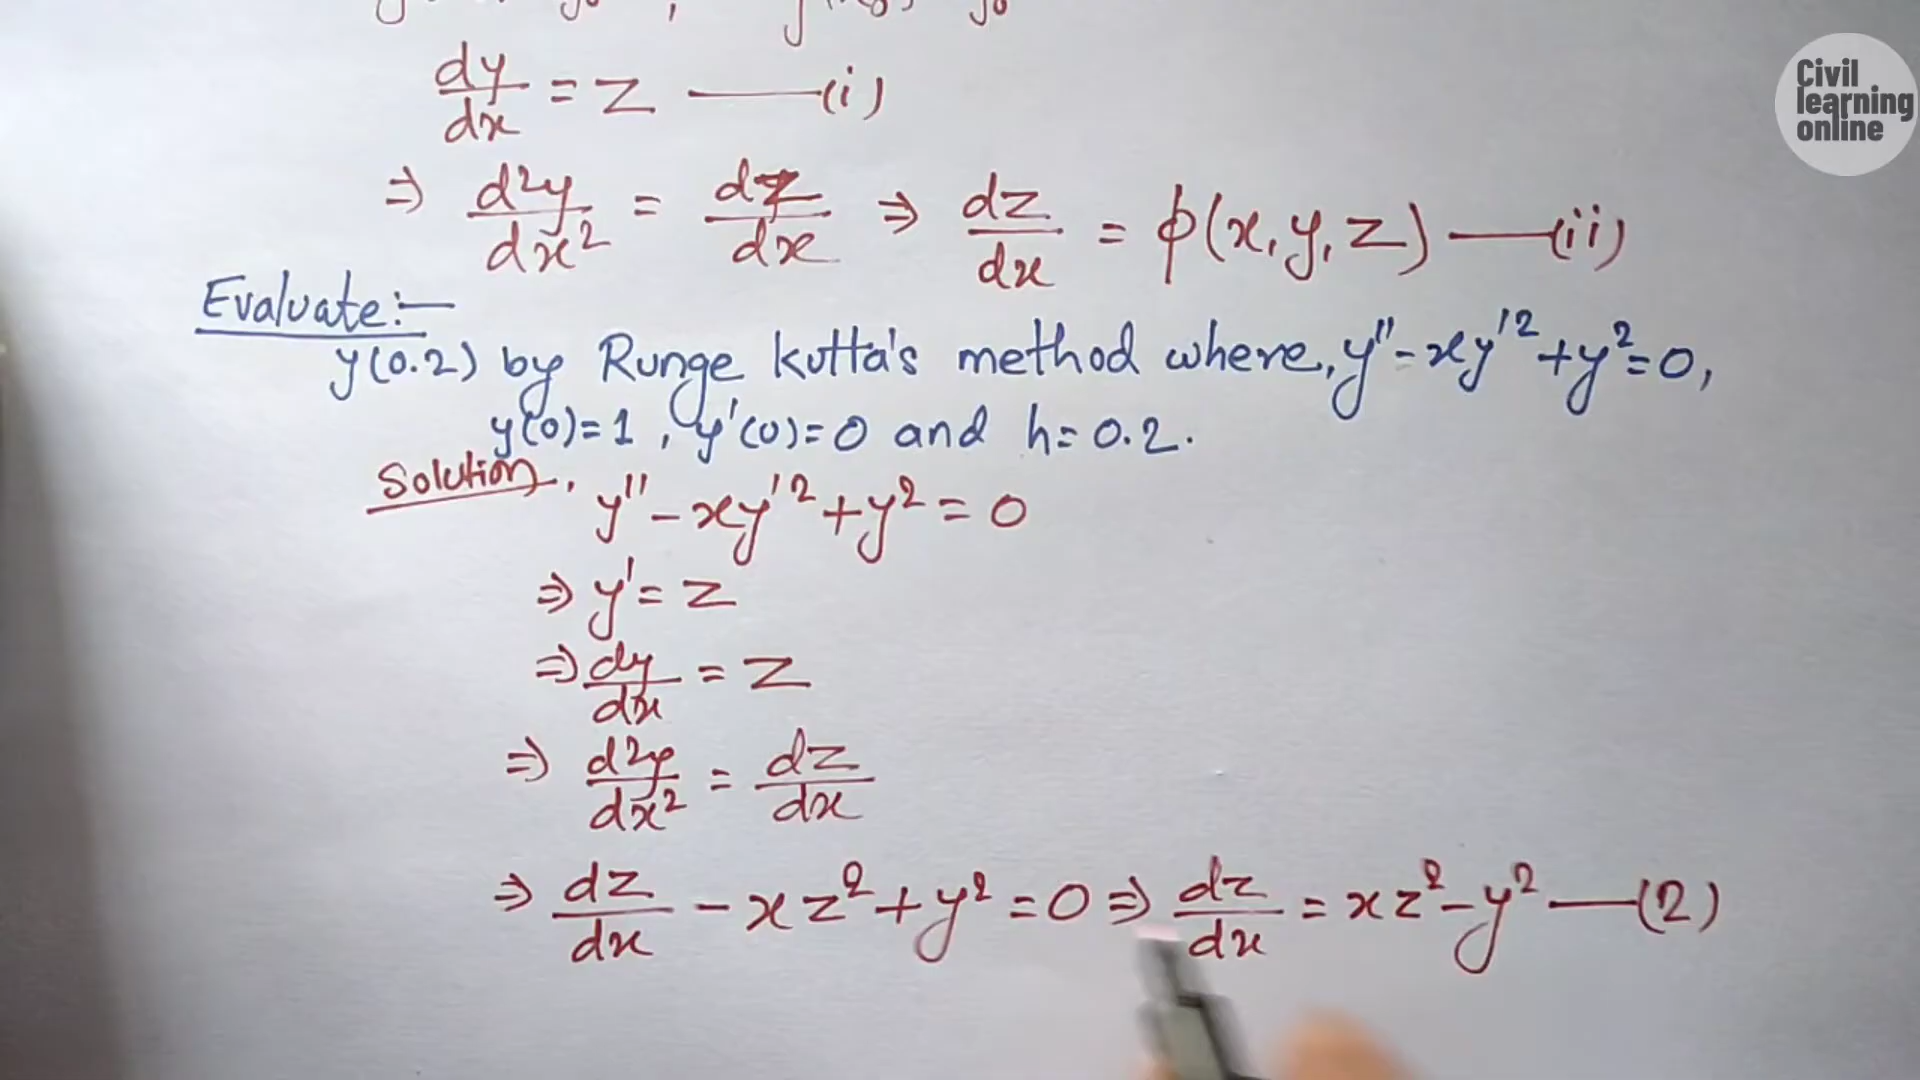 dy/dx = z —— (i)
Civil
learning
online
⇒ d²y/dx² = dz/dx ⇒ dz/dx = φ(x, y, z) —— (ii)
Evaluate:—
y(0.2) by Runge Kutta's method where, y'' - xy'² + y² = 0,
y(0) = 1, y'(0) = 0 and h = 0.2.
Solution, y'' - xy'² + y² = 0
⇒ y' = z
⇒ dy/dx = z
⇒ d²y/dx² = dz/dx
⇒ dz/dx - xz² + y² = 0 ⇒ dz/dx = xz² - y² —— (2)